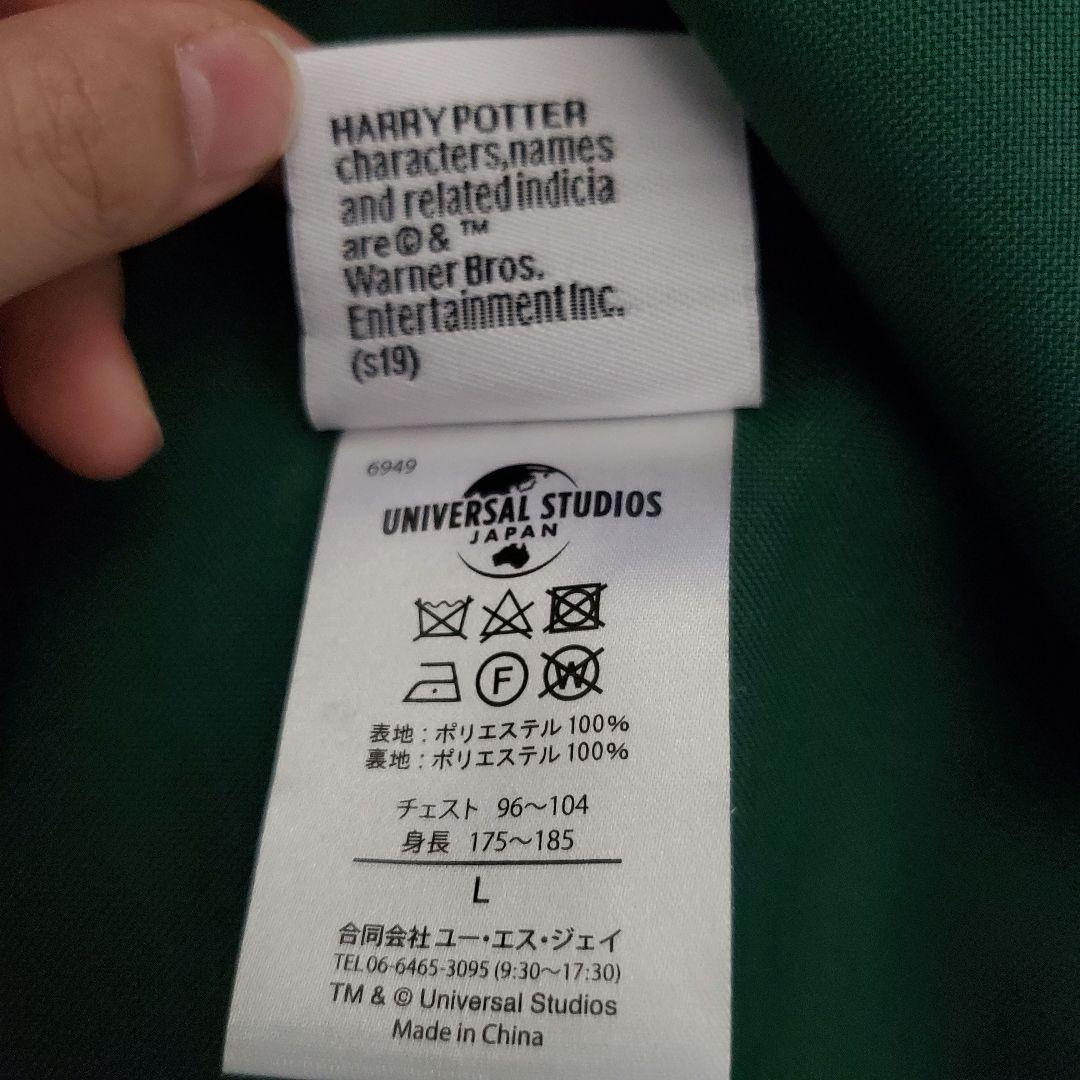 HARRY POTTER
characters,names
and related indicia
are © & ™
Warner Bros.
Entertainment Inc.
(s19)
6949
UNIVERSAL STUDIOS
JAPAN
F
W
表地 : ポリエステル 100%
裏地 : ポリエステル 100%
チェスト 96～104
身長 175～185
L
合同会社 ユー・エス・ジェイ
TEL 06-6465-3095 (9:30～17:30)
TM & © Universal Studios
Made in China